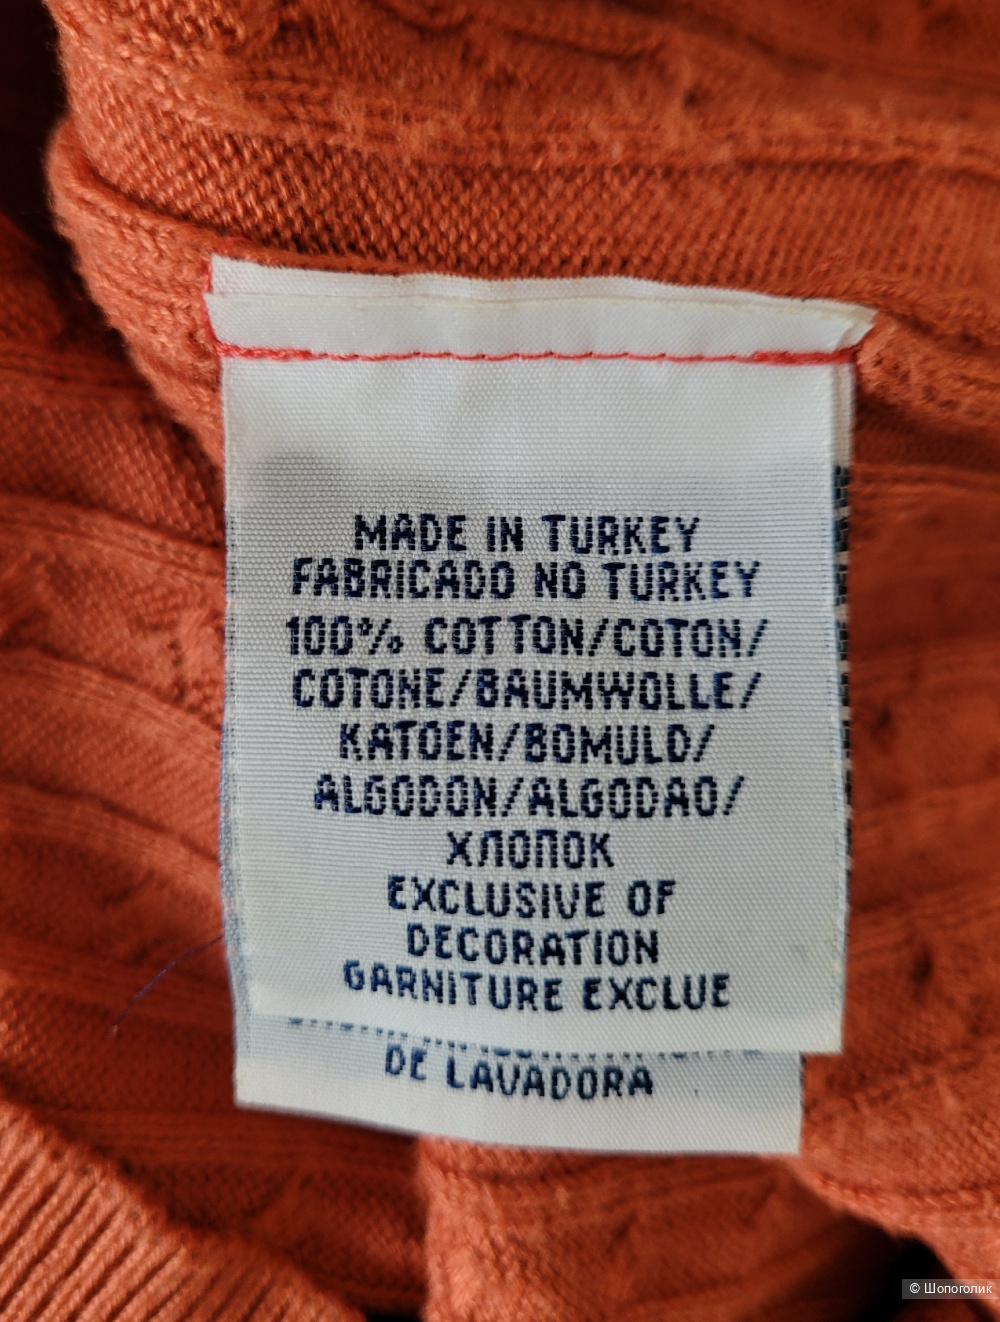 MADE IN TURKEY
FABRICADO NO TURKEY
100% COTTON/COTON/
COTONE/BAUMWOLLE/
KATOEN/BOMULD/
ALGODON/ALGODAO/
ХЛОПОК
EXCLUSIVE OF
DECORATION
GARNITURE EXCLUE
DE LAVADORA
© Шопоголик